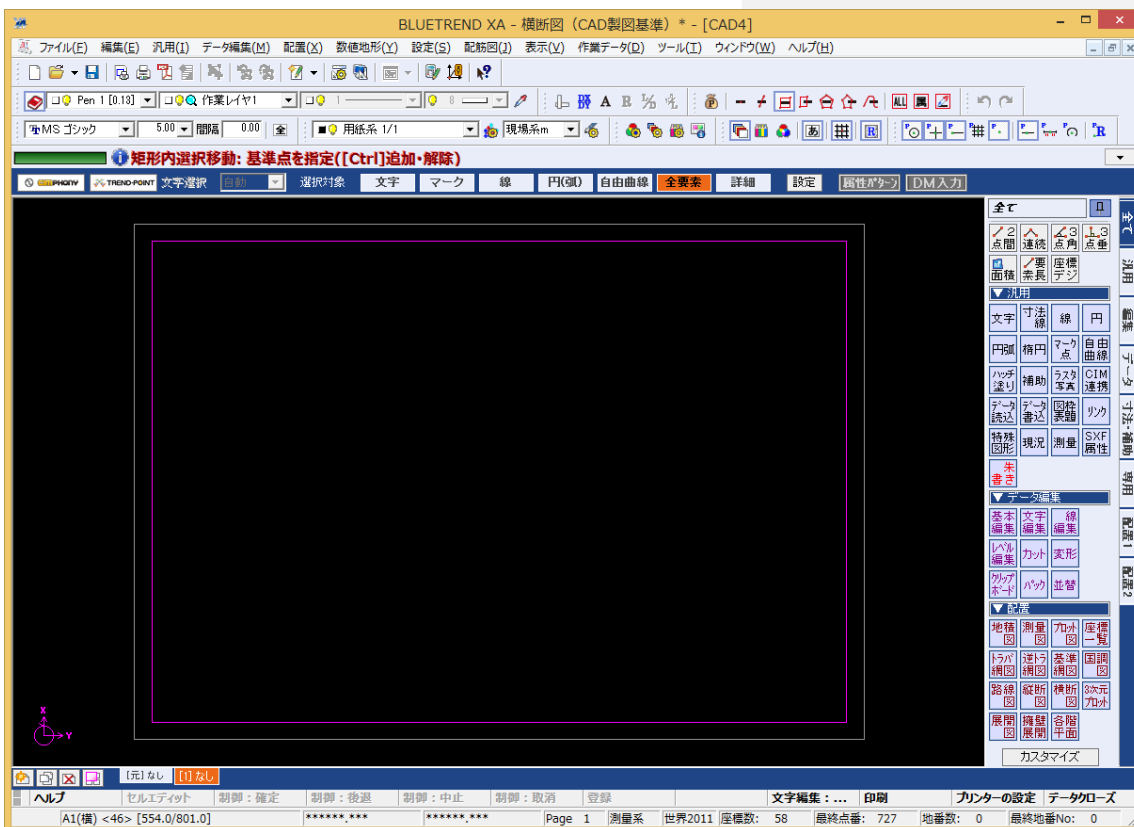 BLUETREND XA - 横断図（CAD製図基準）* - [CAD4]
ファイル(F) 編集(E) 汎用(I) データ編集(M) 配置(X) 数値地形(Y) 設定(S) 配筋図(J) 表示(V) 作業データ(D) ツール(T) ウィンドウ(W) ヘルプ(H)
Pen 1 [0.13] 作業レイヤ1 1 8 A B ALL
MS ゴシック 5.00 間隔 0.00 全 用紙系 1/1 現場系m
矩形内選択移動: 基準点を指定([Ctrl]追加・解除)
PHONY TREND-POINT 文字選択 自動 選択対象 文字 マーク 線 円(弧) 自由曲線 全要素 詳細 設定 属性パターン DM入力
全て
2点間 連続 3点角 3点垂
面積 要素長 座標デジ
▼ 汎用
文字 寸法線 線 円
円弧 楕円 マーク点 自由曲線
ハッチ塗り 補助 ラスタ写真 CIM連携
データ読込 データ書込 図枠表題 リンク
特殊図形 現況 測量 SXF属性
朱書き
▼ データ編集
基本編集 文字編集 線編集
レベル編集 カット 変形
クリップボード パック 並替
▼ 配置
地積図 測量図 プロット図 座標一覧
トラバ網図 逆トラ網図 基準網図 国調図
路線図 縦断図 横断図 3次元プロット
展開図 擁壁展開 各階平面
カスタマイズ
全て
汎用
編集
データ
寸法・補助
専用
配置1
配置2
X
Y
[元] なし [1] なし
ヘルプ セルエディット 制御：確定 制御：後退 制御：中止 制御：取消 登録 文字編集：... 印刷 プリンターの設定 データクローズ
A1(横) <46> [554.0/801.0] ******.*** ******.*** Page 1 測量系 世界2011 座標数: 58 最終点番: 727 地番数: 0 最終地番No: 0